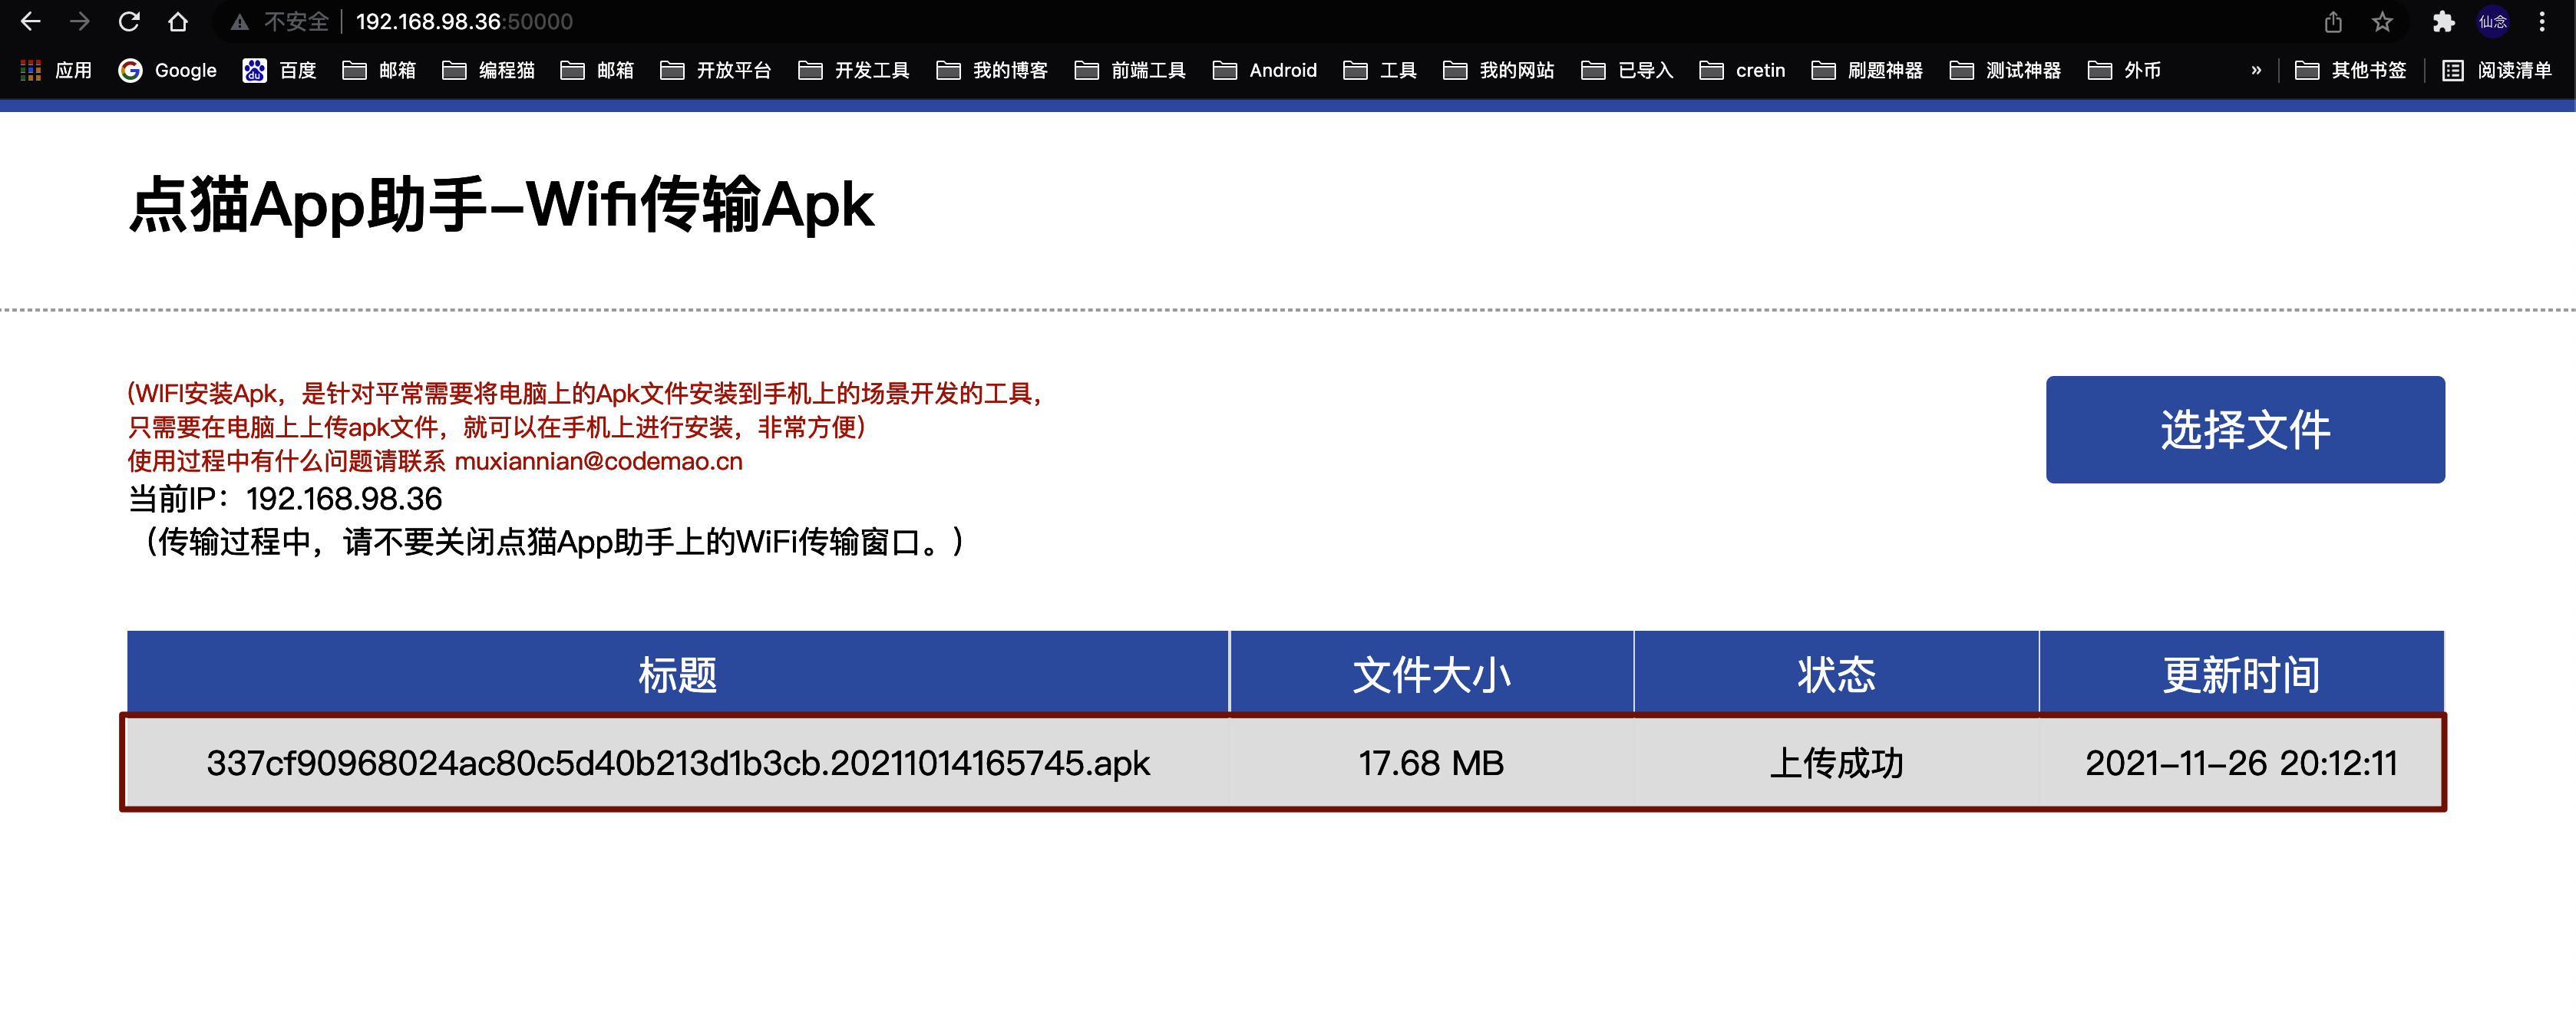 不安全 192.168.98.36:50000 仙念
应用 Google 百度 邮箱 编程猫 邮箱 开放平台 开发工具 我的博客 前端工具 Android 工具 我的网站 已导入 cretin 刷题神器 测试神器 外币 » 其他书签 阅读清单
点猫App助手-Wifi传输Apk
(WIFI安装Apk，是针对平常需要将电脑上的Apk文件安装到手机上的场景开发的工具，
只需要在电脑上上传apk文件，就可以在手机上进行安装，非常方便)
使用过程中有什么问题请联系 muxiannian@codemao.cn
当前IP：192.168.98.36
（传输过程中，请不要关闭点猫App助手上的WiFi传输窗口。）
选择文件
标题 文件大小 状态 更新时间
337cf90968024ac80c5d40b213d1b3cb.20211014165745.apk 17.68 MB 上传成功 2021-11-26 20:12:11